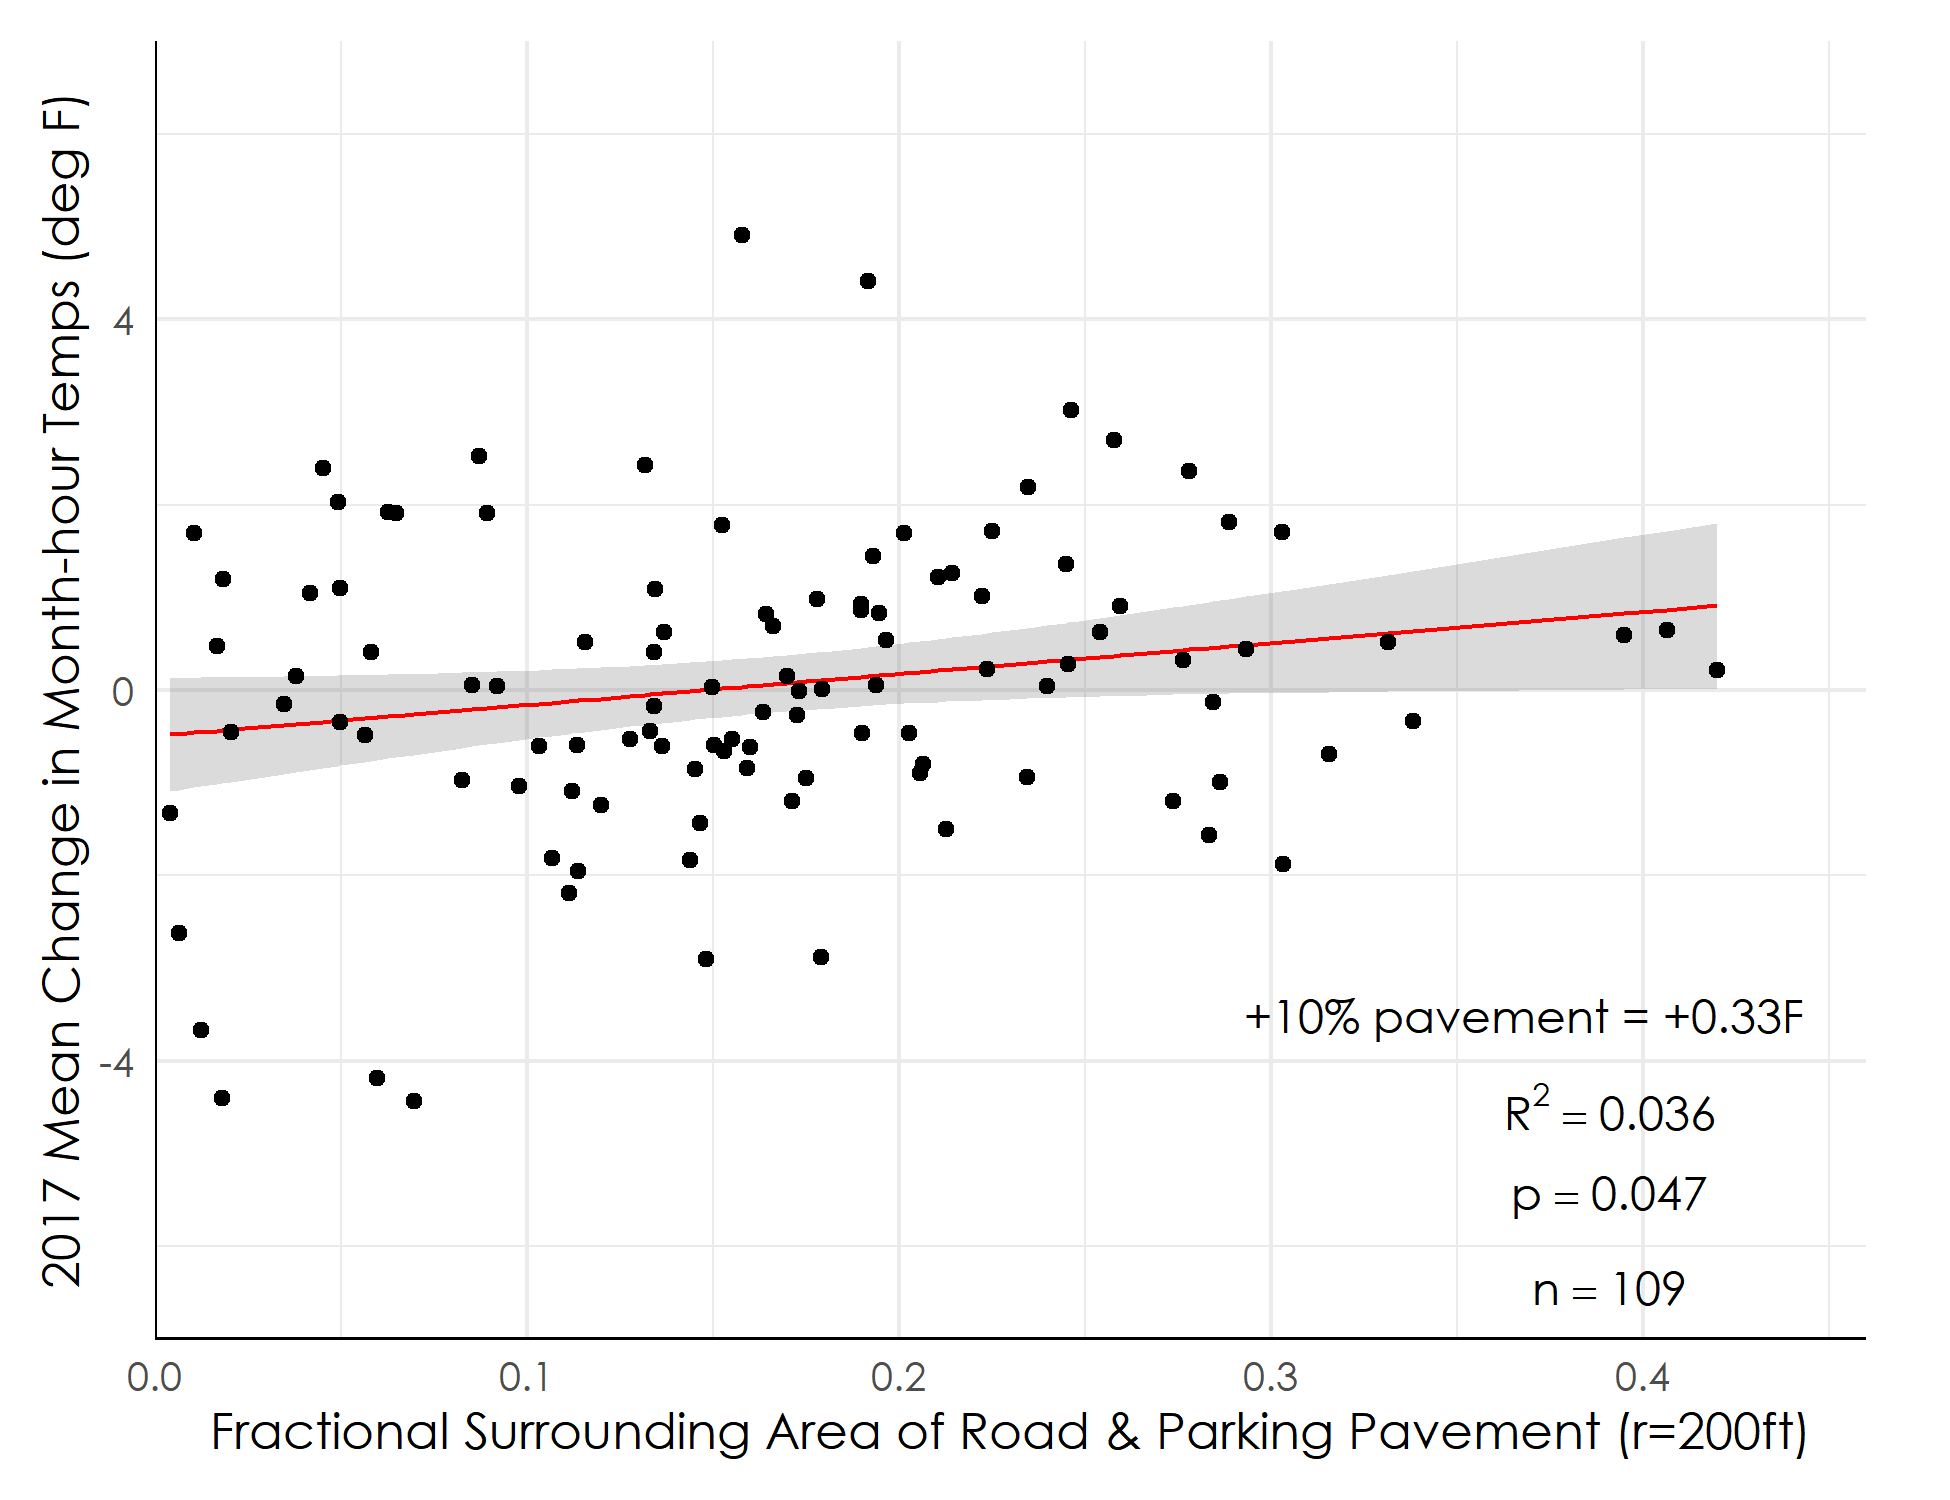 2017 Mean Change in Month-hour Temps (deg F)
4
0
-4
+10% pavement = +0.33F
R² = 0.036
p = 0.047
n = 109
0.0 0.1 0.2 0.3 0.4
Fractional Surrounding Area of Road & Parking Pavement (r=200ft)